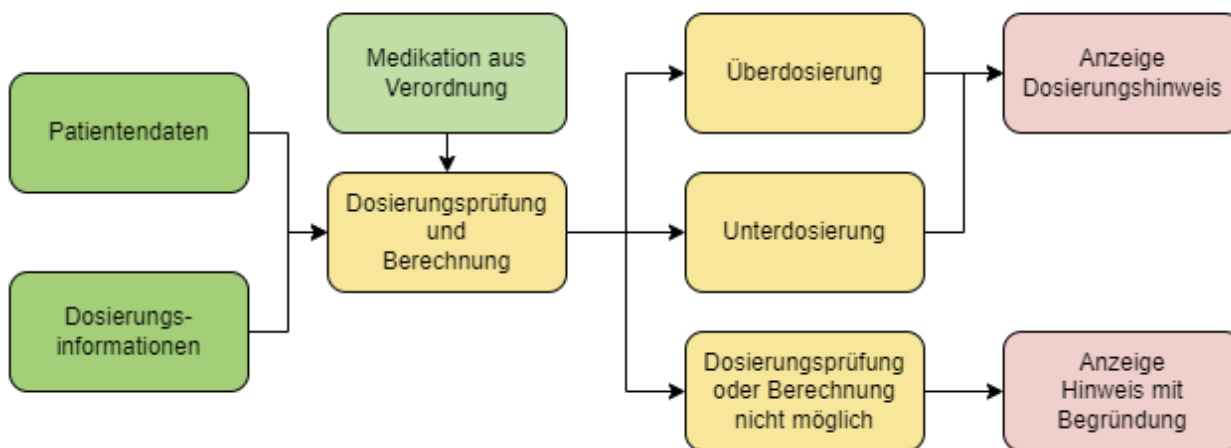 Patientendaten
Dosierungs-
informationen
Medikation aus
Verordnung
Dosierungsprüfung
und
Berechnung
Überdosierung
Unterdosierung
Dosierungsprüfung
oder Berechnung
nicht möglich
Anzeige
Dosierungshinweis
Anzeige
Hinweis mit
Begründung